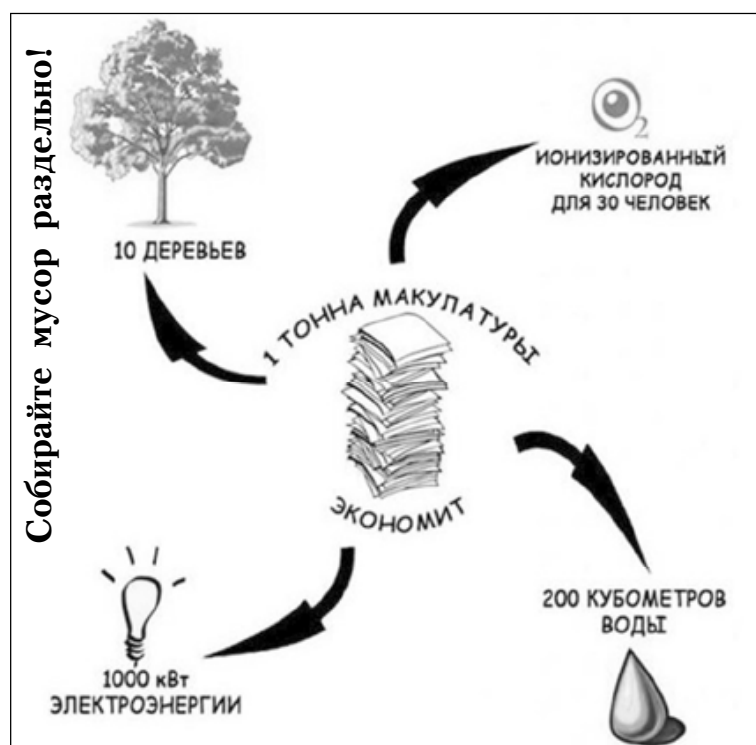 Собирайте мусор раздельно!
10 ДЕРЕВЬЕВ
O2
ИОНИЗИРОВАННЫЙ
КИСЛОРОД
ДЛЯ 30 ЧЕЛОВЕК
1 ТОННА МАКУЛАТУРЫ
ЭКОНОМИТ
1000 кВт
ЭЛЕКТРОЭНЕРГИИ
200 КУБОМЕТРОВ
ВОДЫ